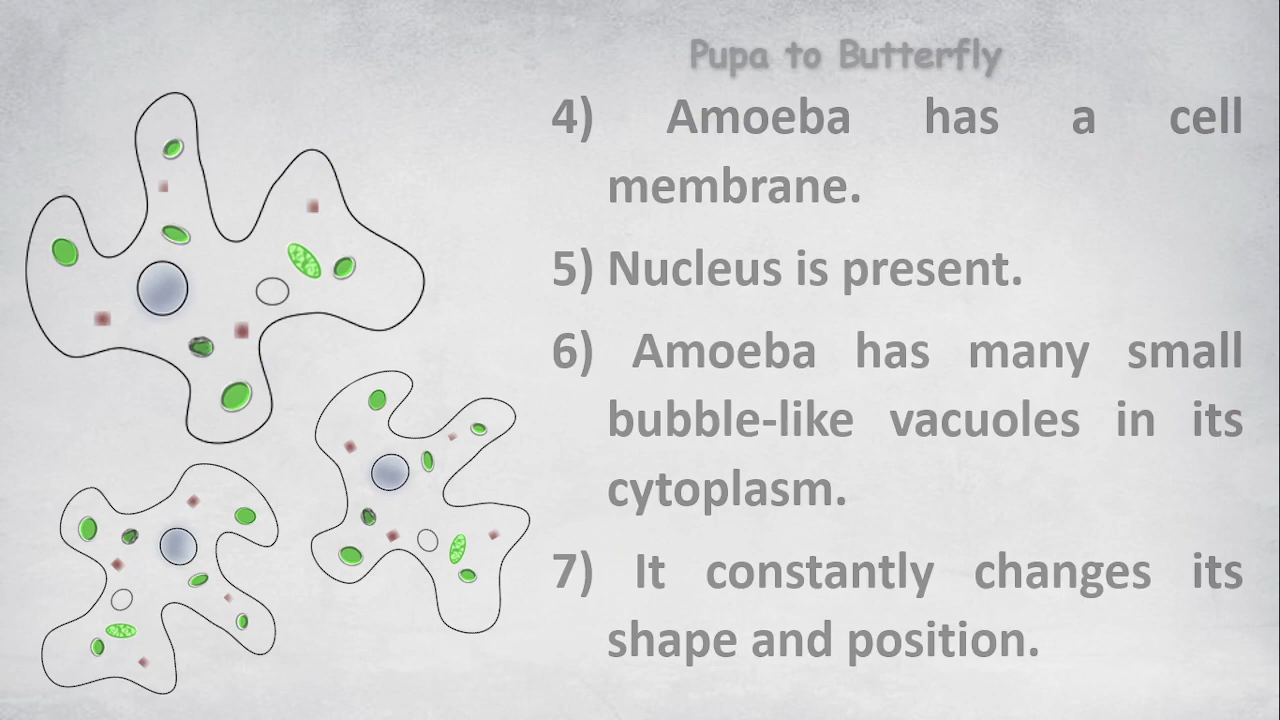 Pupa to Butterfly
4) Amoeba has a cell
membrane.
5) Nucleus is present.
6) Amoeba has many small
bubble-like vacuoles in its
cytoplasm.
7) It constantly changes its
shape and position.